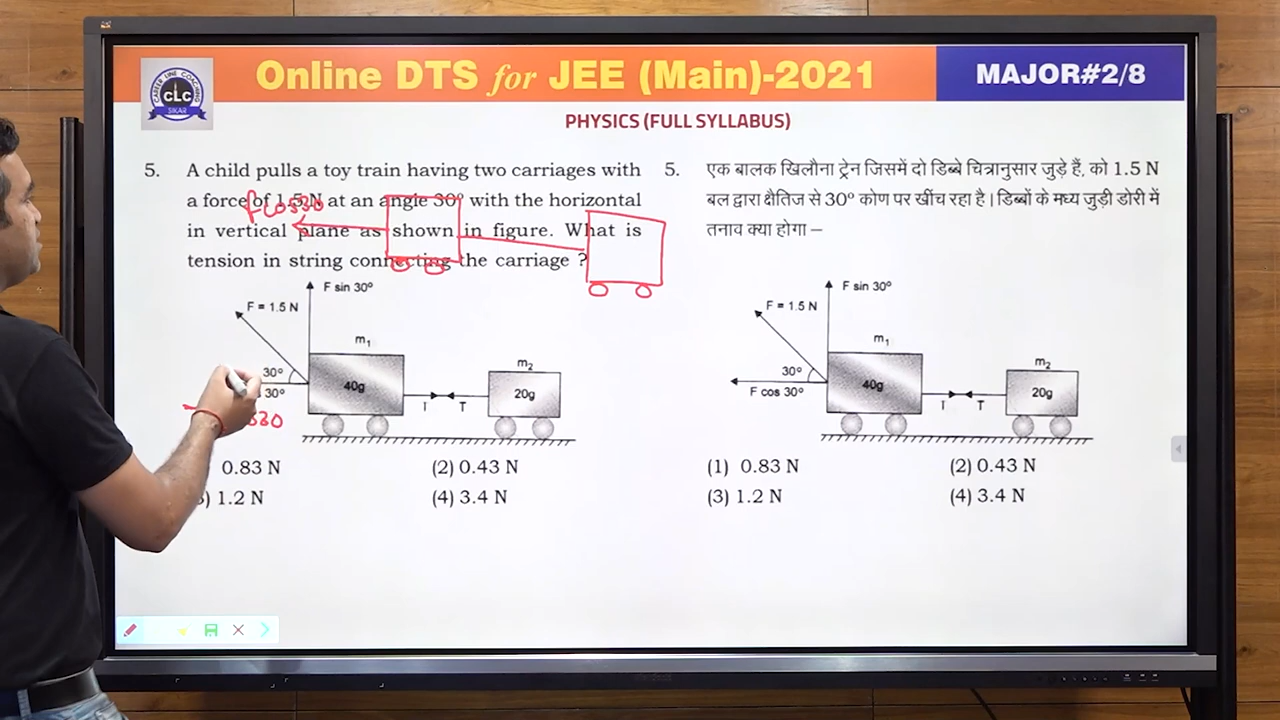 CAREER LINE COACHING
CLC
SIKAR
Online DTS for JEE (Main)-2021
MAJOR#2/8
PHYSICS (FULL SYLLABUS)
5. A child pulls a toy train having two carriages with
a force of 1.5 N at an angle 30° with the horizontal
in vertical plane as shown in figure. What is
tension in string connecting the carriage ?
fcos30
F sin 30°
F = 1.5 N
m₁
m₂
30°
30°
40g
20g
T
T
s30
0.83 N
(2) 0.43 N
) 1.2 N
(4) 3.4 N
5. एक बालक खिलौना ट्रेन जिसमें दो डिब्बे चित्रानुसार जुड़े हैं, को 1.5 N
बल द्वारा क्षैतिज से 30° कोण पर खींच रहा है। डिब्बों के मध्य जुड़ी डोरी में
तनाव क्या होगा –
F sin 30°
F = 1.5 N
m₁
m₂
30°
F cos 30°
40g
20g
T
T
(1) 0.83 N
(2) 0.43 N
(3) 1.2 N
(4) 3.4 N